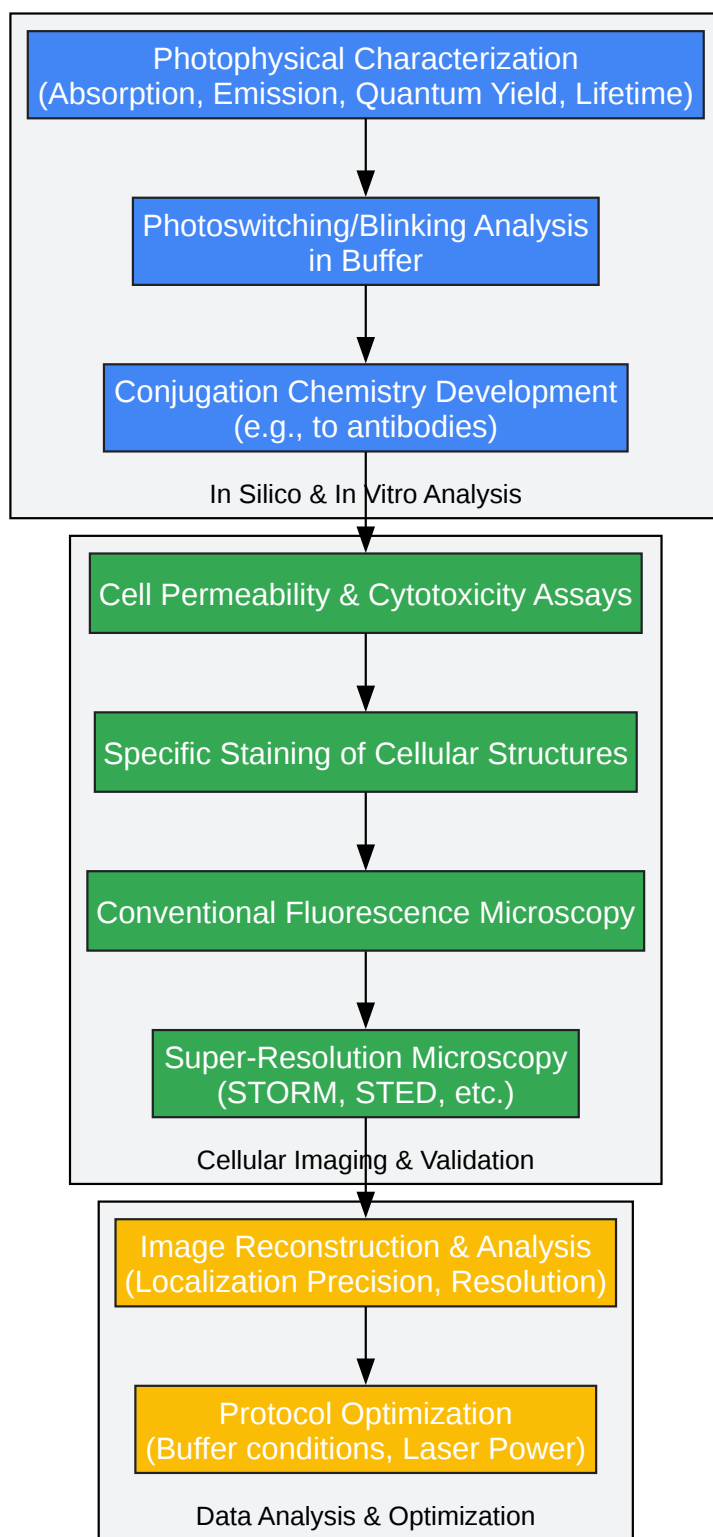 Photophysical Characterization
(Absorption, Emission, Quantum Yield, Lifetime)
Photoswitching/Blinking Analysis
in Buffer
Conjugation Chemistry Development
(e.g., to antibodies)
In Silico & In Vitro Analysis
Cell Permeability & Cytotoxicity Assays
Specific Staining of Cellular Structures
Conventional Fluorescence Microscopy
Super-Resolution Microscopy
(STORM, STED, etc.)
Cellular Imaging & Validation
Image Reconstruction & Analysis
(Localization Precision, Resolution)
Protocol Optimization
(Buffer conditions, Laser Power)
Data Analysis & Optimization